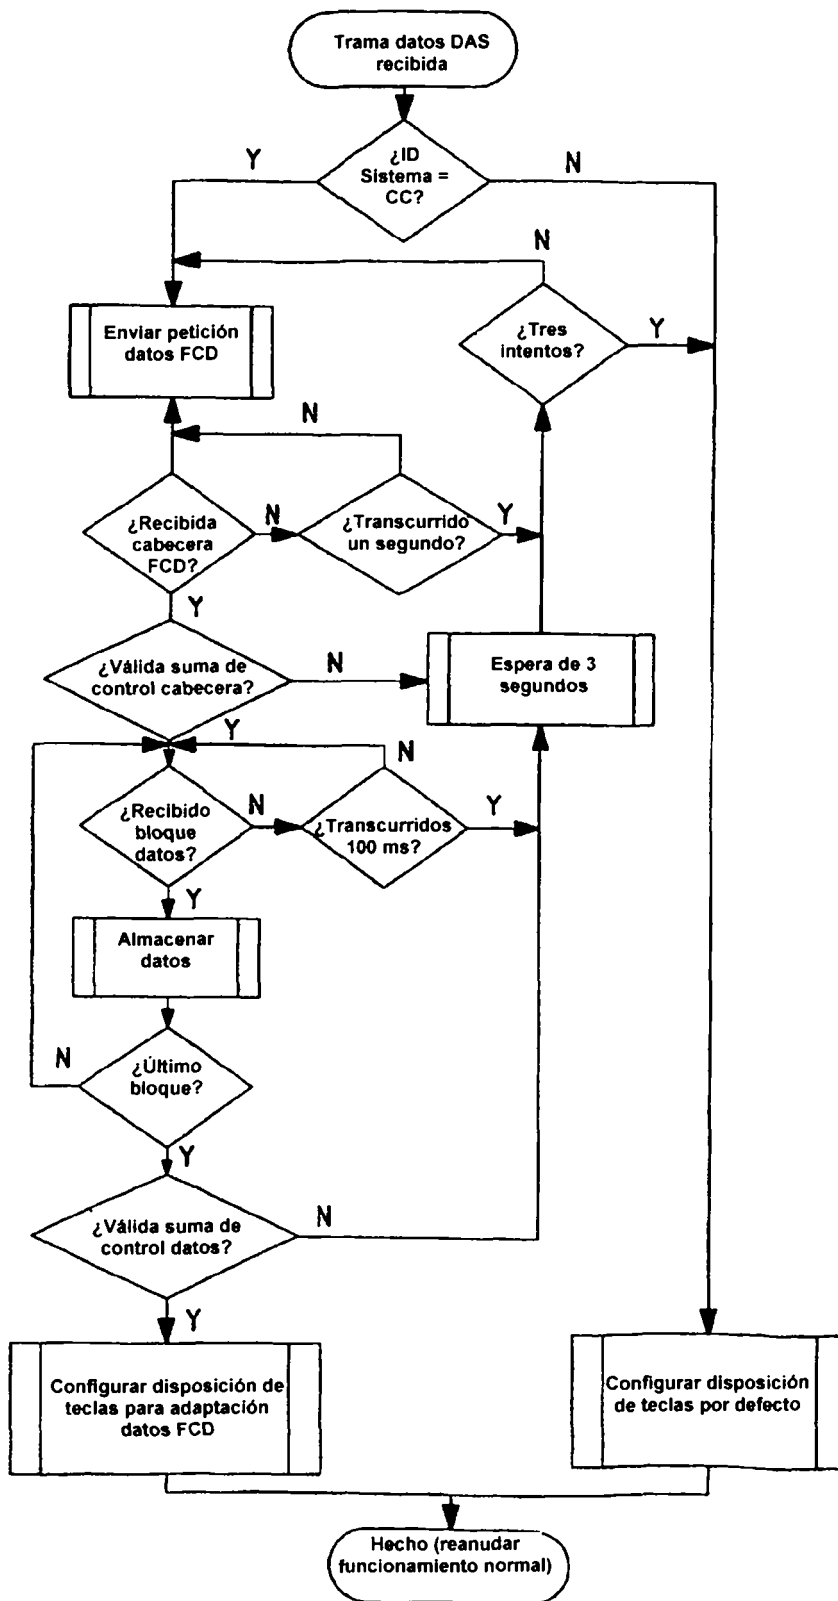 Trama datos DAS
recibida
¿ID
Sistema =
CC?
Y
N
N
Enviar petición
datos FCD
¿Tres
intentos?
Y
N
¿Recibida
cabecera
FCD?
N
¿Transcurrido
un segundo?
Y
Y
¿Válida suma de
control cabecera?
N
Espera de 3
segundos
Y
N
¿Recibido
bloque
datos?
N
¿Transcurridos
100 ms?
Y
Y
Almacenar
datos
N
¿Último
bloque?
Y
¿Válida suma de
control datos?
N
Y
Configurar disposición de
teclas para adaptación
datos FCD
Configurar disposición
de teclas por defecto
Hecho (reanudar
funcionamiento normal)